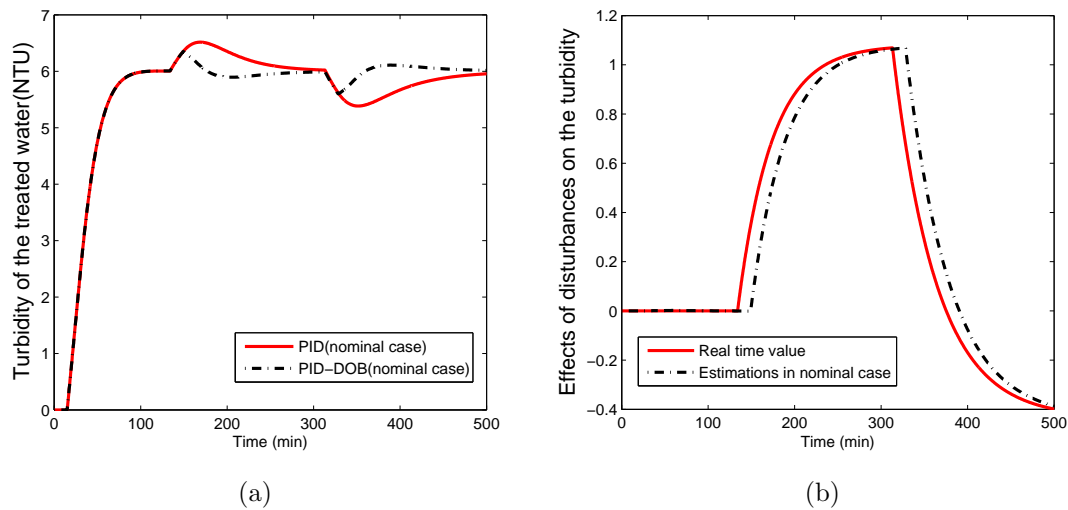 Turbidity of the treated water(NTU)
7
6
5
4
3
2
1
0
0 100 200 300 400 500
Time (min)
PID(nominal case)
PID−DOB(nominal case)
(a)
Effects of disturbances on the turbidity
1.2
1
0.8
0.6
0.4
0.2
0
−0.2
−0.4
0 100 200 300 400 500
Time (min)
Real time value
Estimations in nominal case
(b)